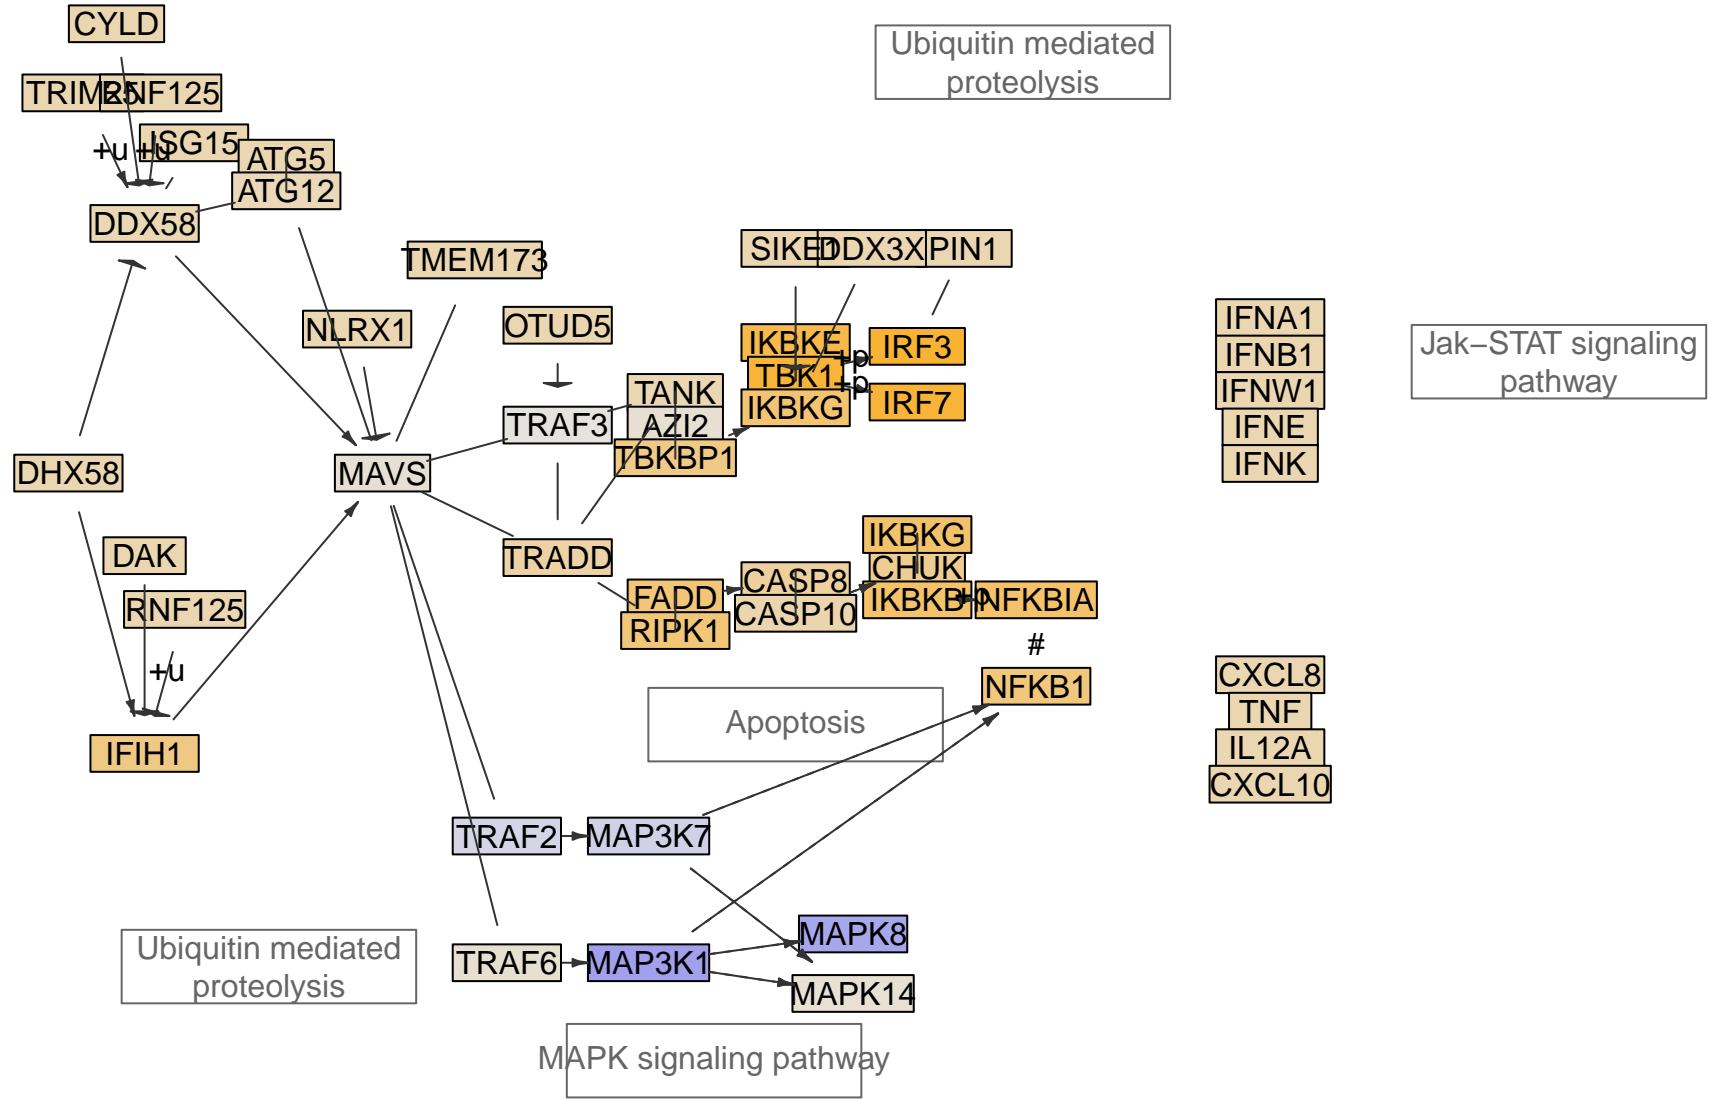 CYLD
Ubiquitin mediated
proteolysis
TRIM25
RNF125
ISG15
+u
+u
ATG5
ATG12
DDX58
TMEM173
SIKE1
DDX3X
PIN1
NLRX1
OTUD5
IKBKE
TBK1
IKBKG
+p
+p
IRF3
IRF7
IFNA1
IFNB1
IFNW1
IFNE
IFNK
Jak−STAT signaling
pathway
TANK
AZI2
TBKBP1
TRAF3
DHX58
MAVS
DAK
RNF125
+u
IFIH1
TRADD
FADD
RIPK1
CASP8
CASP10
IKBKG
CHUK
IKBKB
+p
NFKBIA
#
NFKB1
CXCL8
TNF
IL12A
CXCL10
Apoptosis
TRAF2
MAP3K7
Ubiquitin mediated
proteolysis
TRAF6
MAP3K1
MAPK8
MAPK14
MAPK signaling pathway